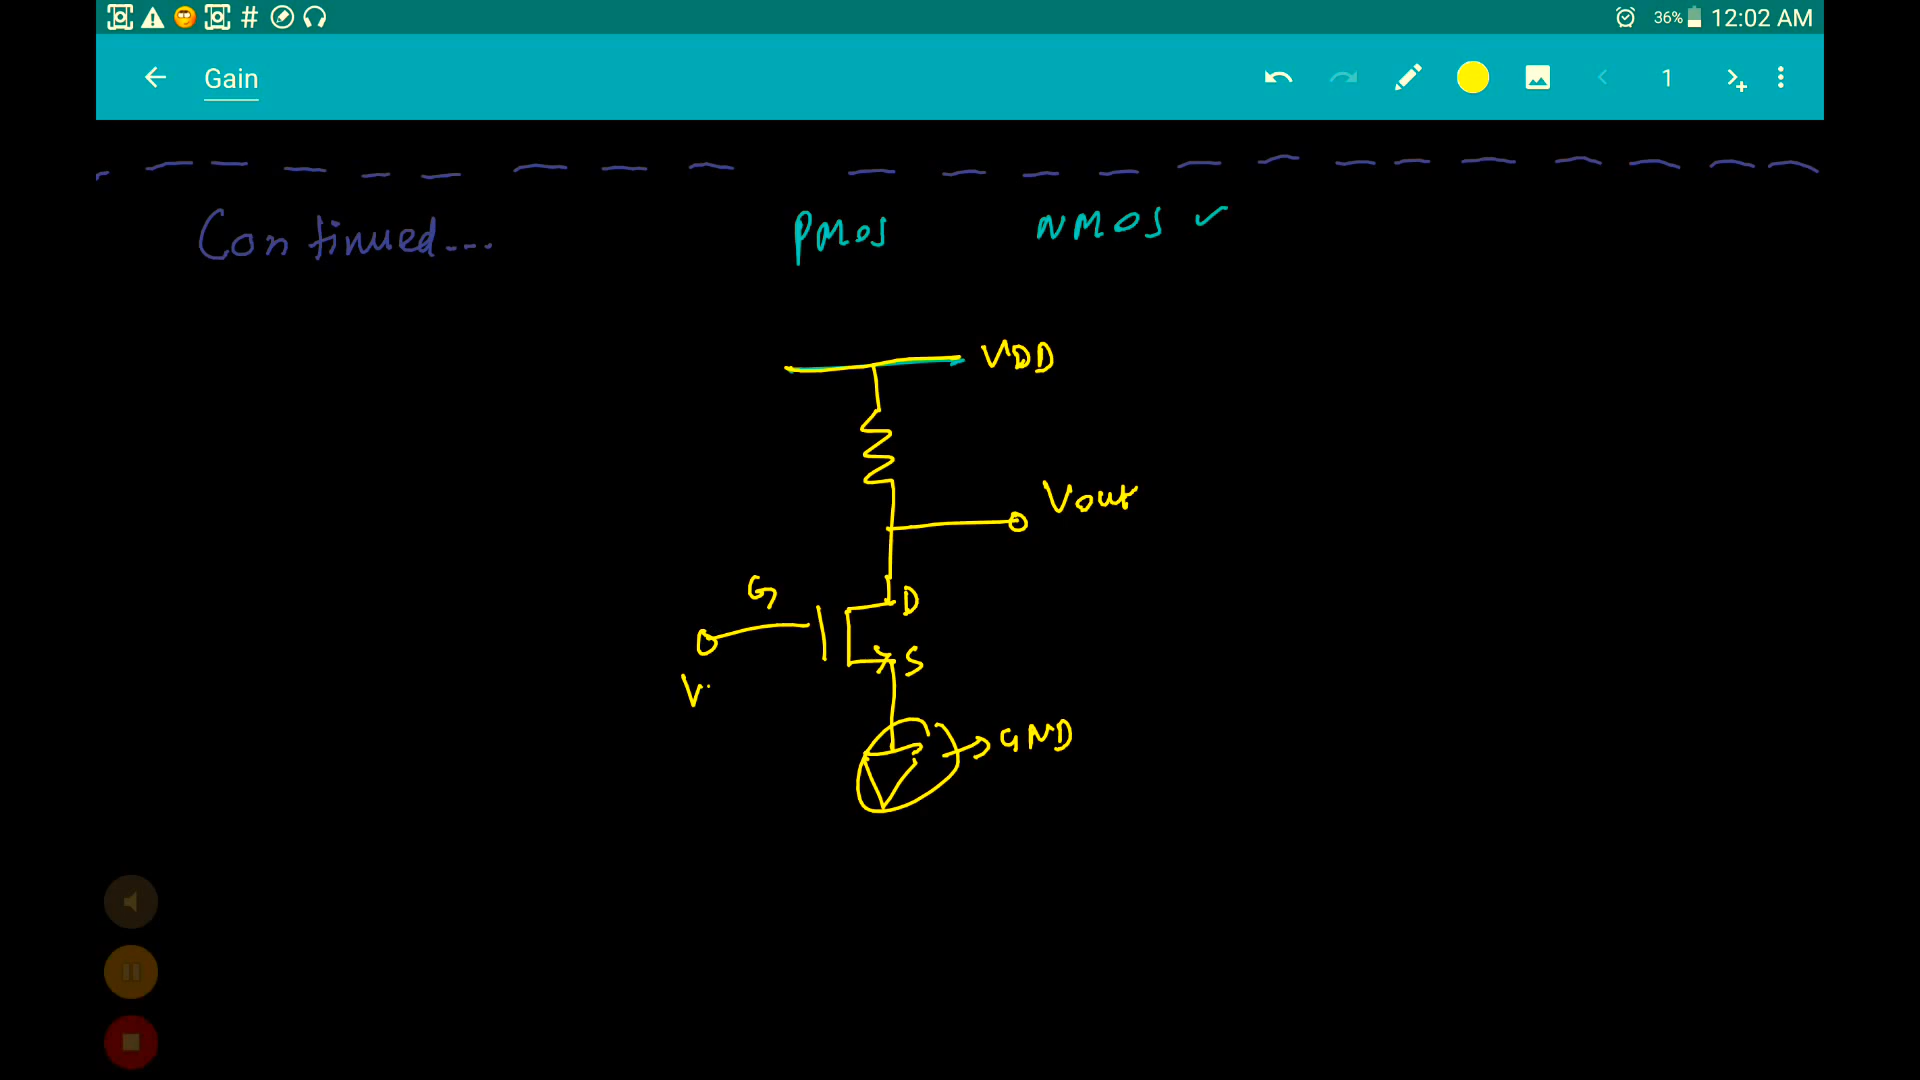 36% 12:02 AM
Gain
1
Continued...
PMOS NMOS ✓
VDD
Vout
G
D
S
V
GND